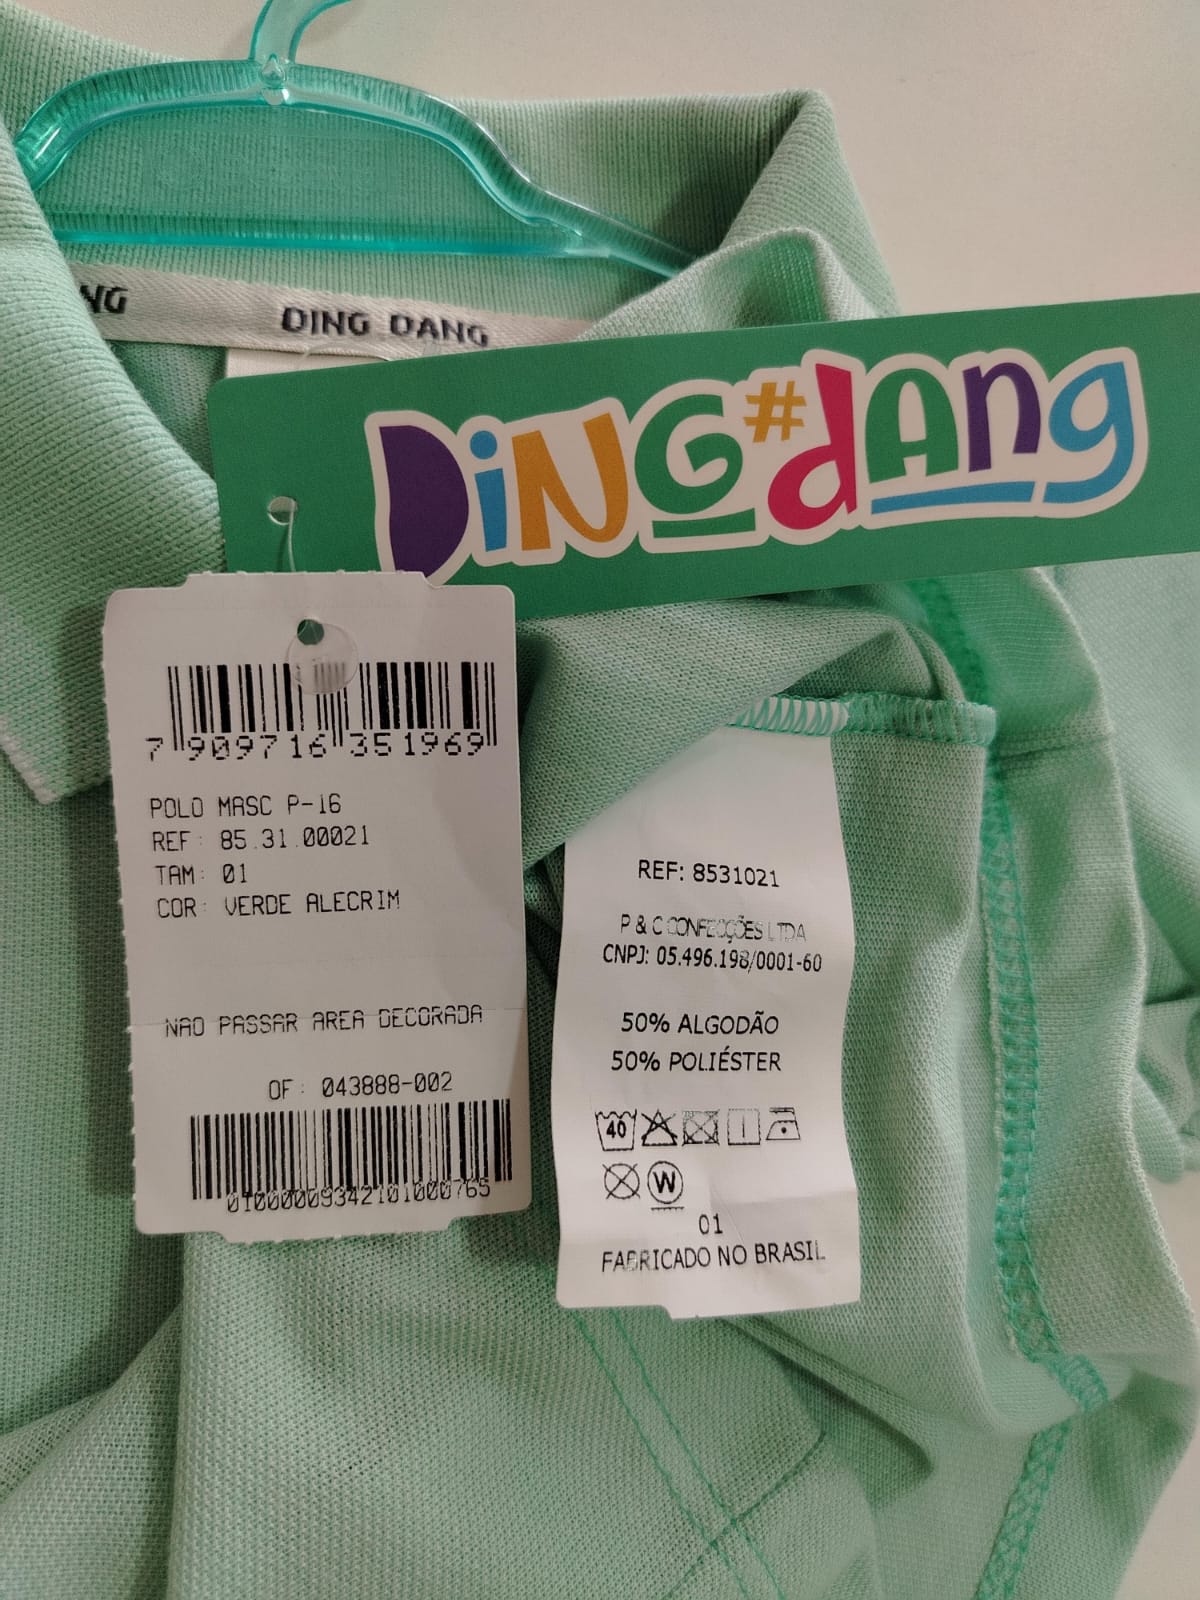 NG DING DANG
DiNG#dAng
7 909716 351969
POLO MASC P-16
REF: 85.31.00021
TAM: 01
COR: VERDE ALECRIM
NAO PASSAR AREA DECORADA
OF: 043888-002
01000009342101000765
REF: 8531021
P & C CONFECÇÕES LTDA
CNPJ: 05.496.198/0001-60
50% ALGODÃO
50% POLIÉSTER
40
W
01
FABRICADO NO BRASIL